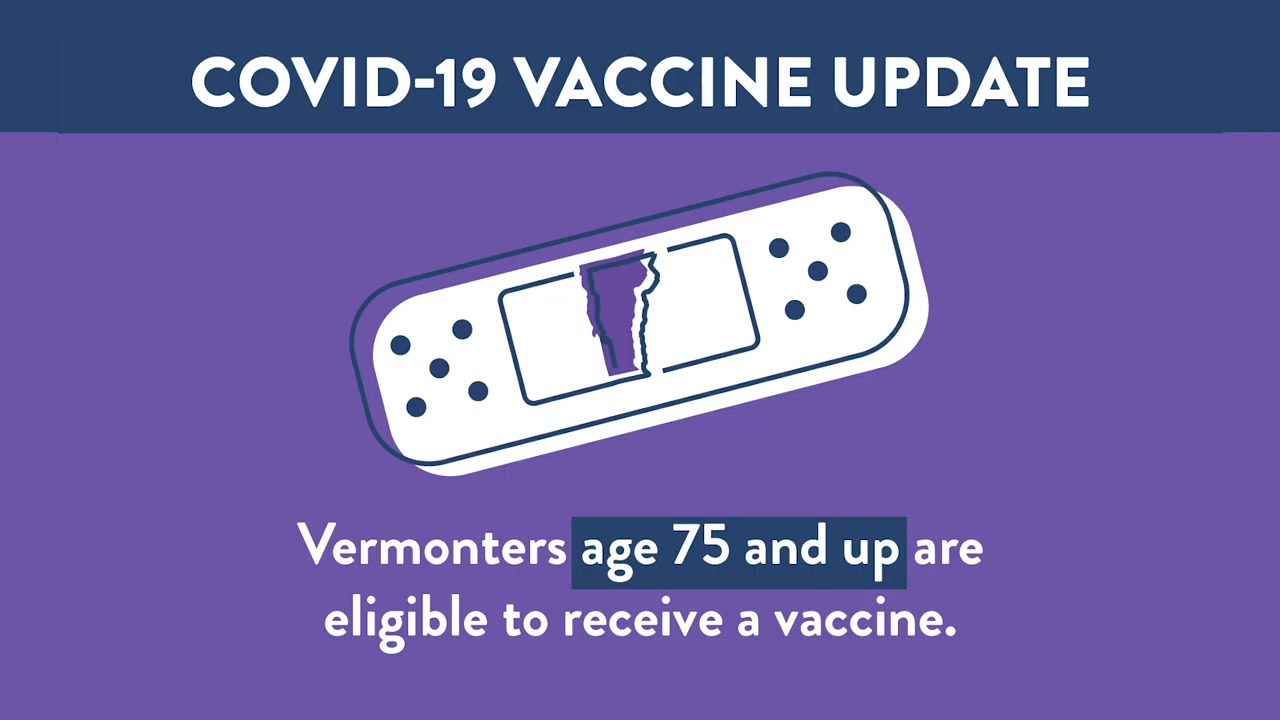 COVID-19 VACCINE UPDATE
Vermonters age 75 and up are
eligible to receive a vaccine.